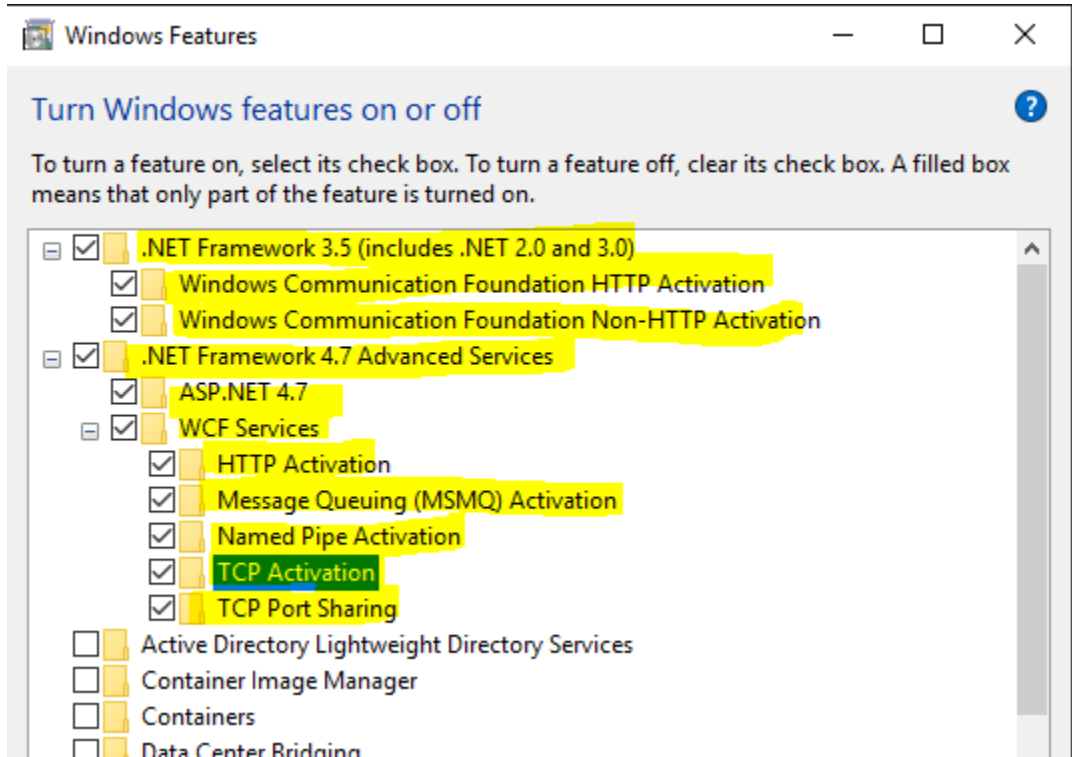 Windows Features
Turn Windows features on or off
To turn a feature on, select its check box. To turn a feature off, clear its check box. A filled box
means that only part of the feature is turned on.
.NET Framework 3.5 (includes .NET 2.0 and 3.0)
Windows Communication Foundation HTTP Activation
Windows Communication Foundation Non-HTTP Activation
.NET Framework 4.7 Advanced Services
ASP.NET 4.7
WCF Services
HTTP Activation
Message Queuing (MSMQ) Activation
Named Pipe Activation
TCP Activation
TCP Port Sharing
Active Directory Lightweight Directory Services
Container Image Manager
Containers
Data Center Bridging